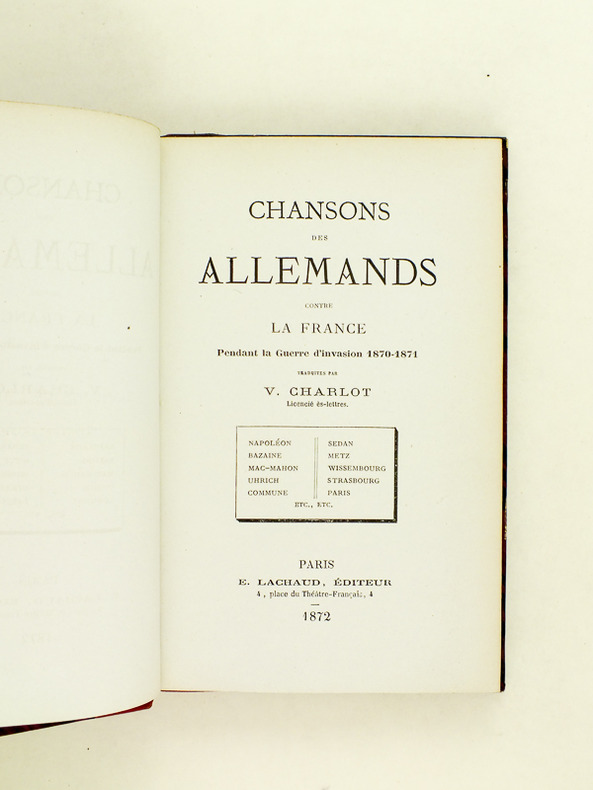 CHANSONS
DES
ALLEMANDS
CONTRE
LA FRANCE
Pendant la Guerre d'invasion 1870-1871
TRADUITES PAR
V. CHARLOT
Licencié ès-lettres.
NAPOLÉON
BAZAINE
MAC-MAHON
UHRICH
COMMUNE
SEDAN
METZ
WISSEMBOURG
STRASBOURG
PARIS
ETC., ETC.
PARIS
E. LACHAUD, ÉDITEUR
4, place du Théâtre-Français, 4
1872